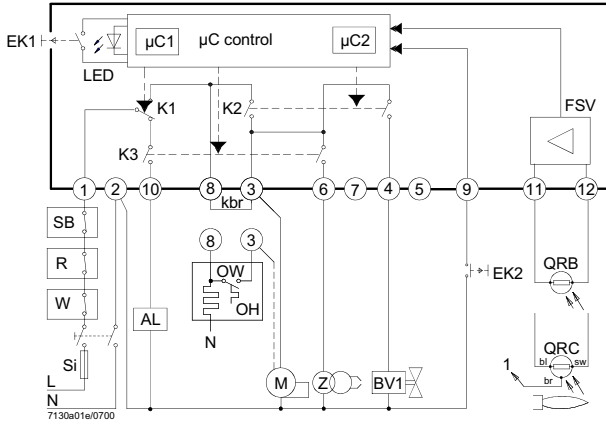 EK1
LED
µC1
µC control
µC2
FSV
K1
K2
K3
1
2
10
8
3
6
7
4
5
9
11
12
kbr
SB
R
W
Si
L
N
7130a01e/0700
AL
8
3
OW
OH
N
M
Z
BV1
EK2
QRB
QRC
bl
sw
br
1